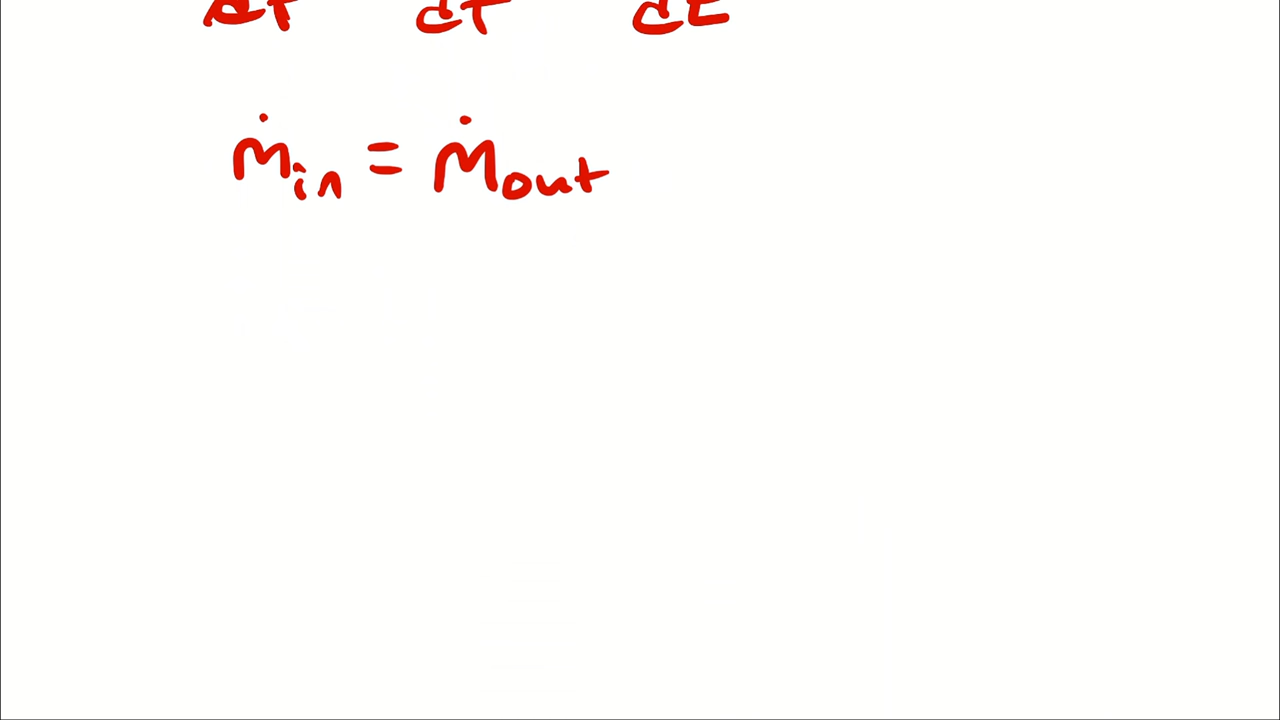 ṁin = ṁout